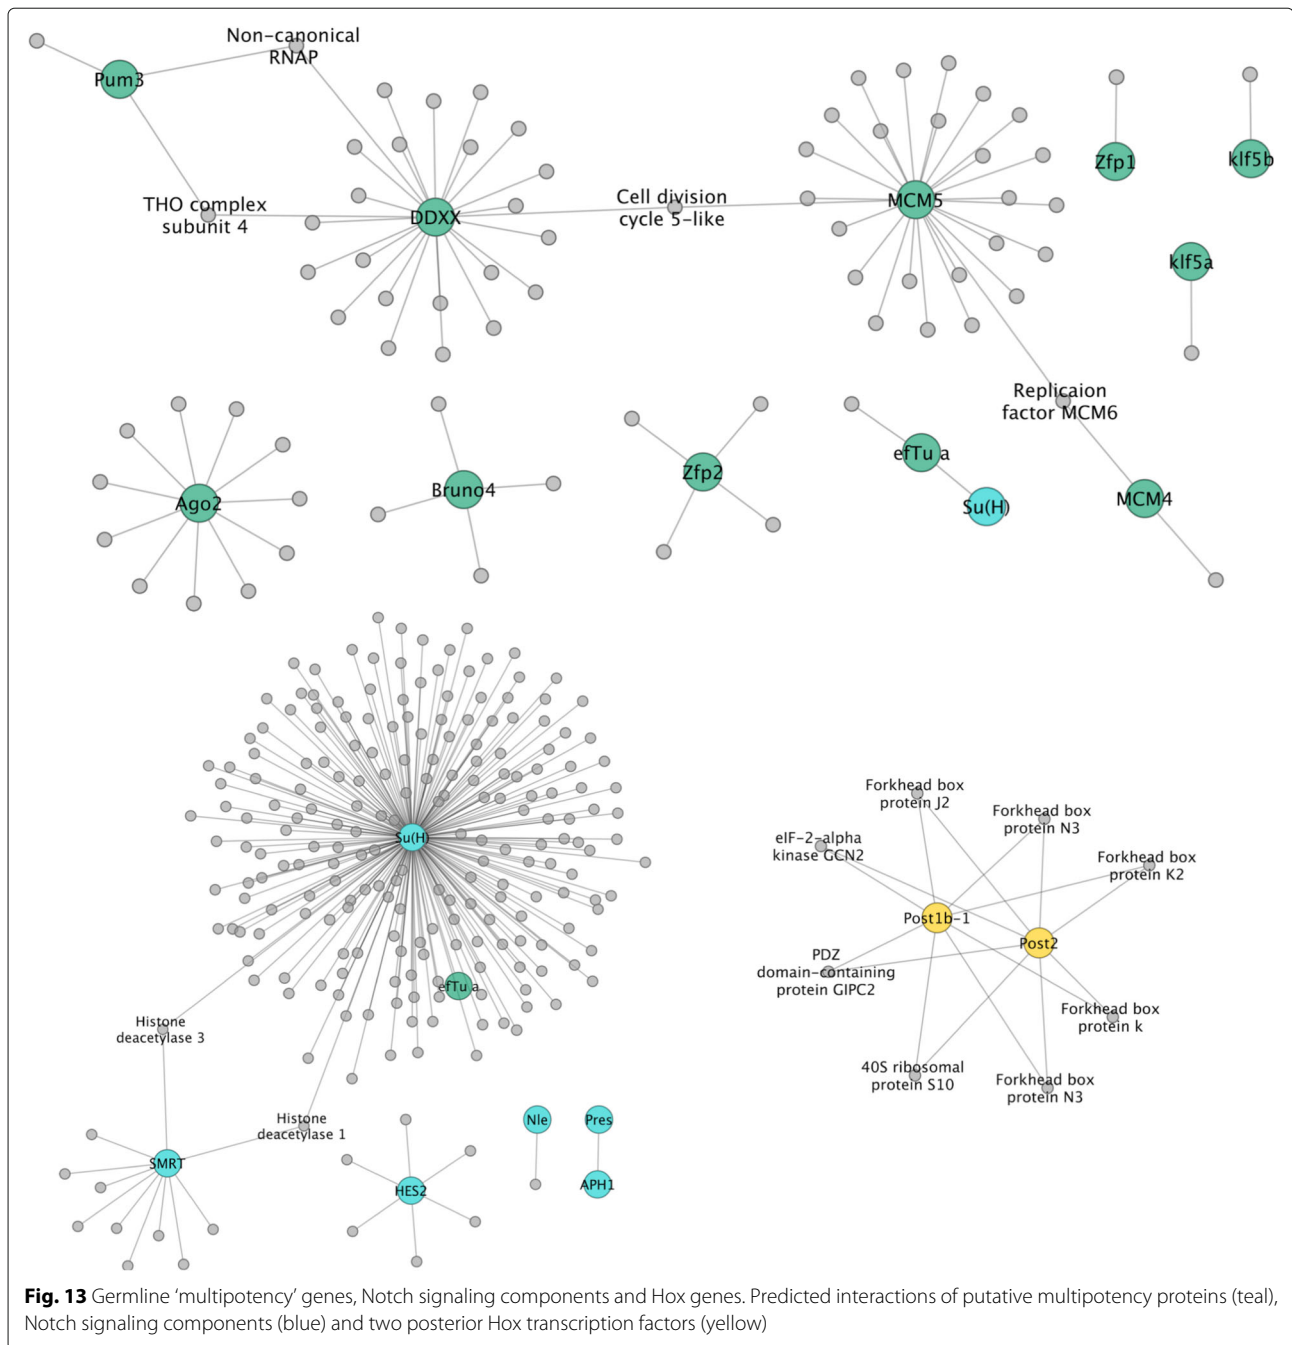 Non-canonical
RNAP
Pum3
Zfp1
klf5b
Cell division
cycle 5-like
THO complex
subunit 4
DDXX
MCM5
klf5a
Replicaion
factor MCM6
Ago2
Bruno4
Zfp2
efTu a
Su(H)
MCM4
Su(H)
efTu a
Histone
deacetylase 3
Histone
deacetylase 1
SMRT
HES2
Nle
Pres
APH1
Forkhead box
protein J2
Forkhead box
protein N3
eIF-2-alpha
kinase GCN2
Forkhead box
protein K2
Post1b-1
Post2
PDZ
domain-containing
protein GIPC2
Forkhead box
protein k
40S ribosomal
protein S10
Forkhead box
protein N3
Fig. 13 Germline ‘multipotency’ genes, Notch signaling components and Hox genes. Predicted interactions of putative multipotency proteins (teal),
Notch signaling components (blue) and two posterior Hox transcription factors (yellow)